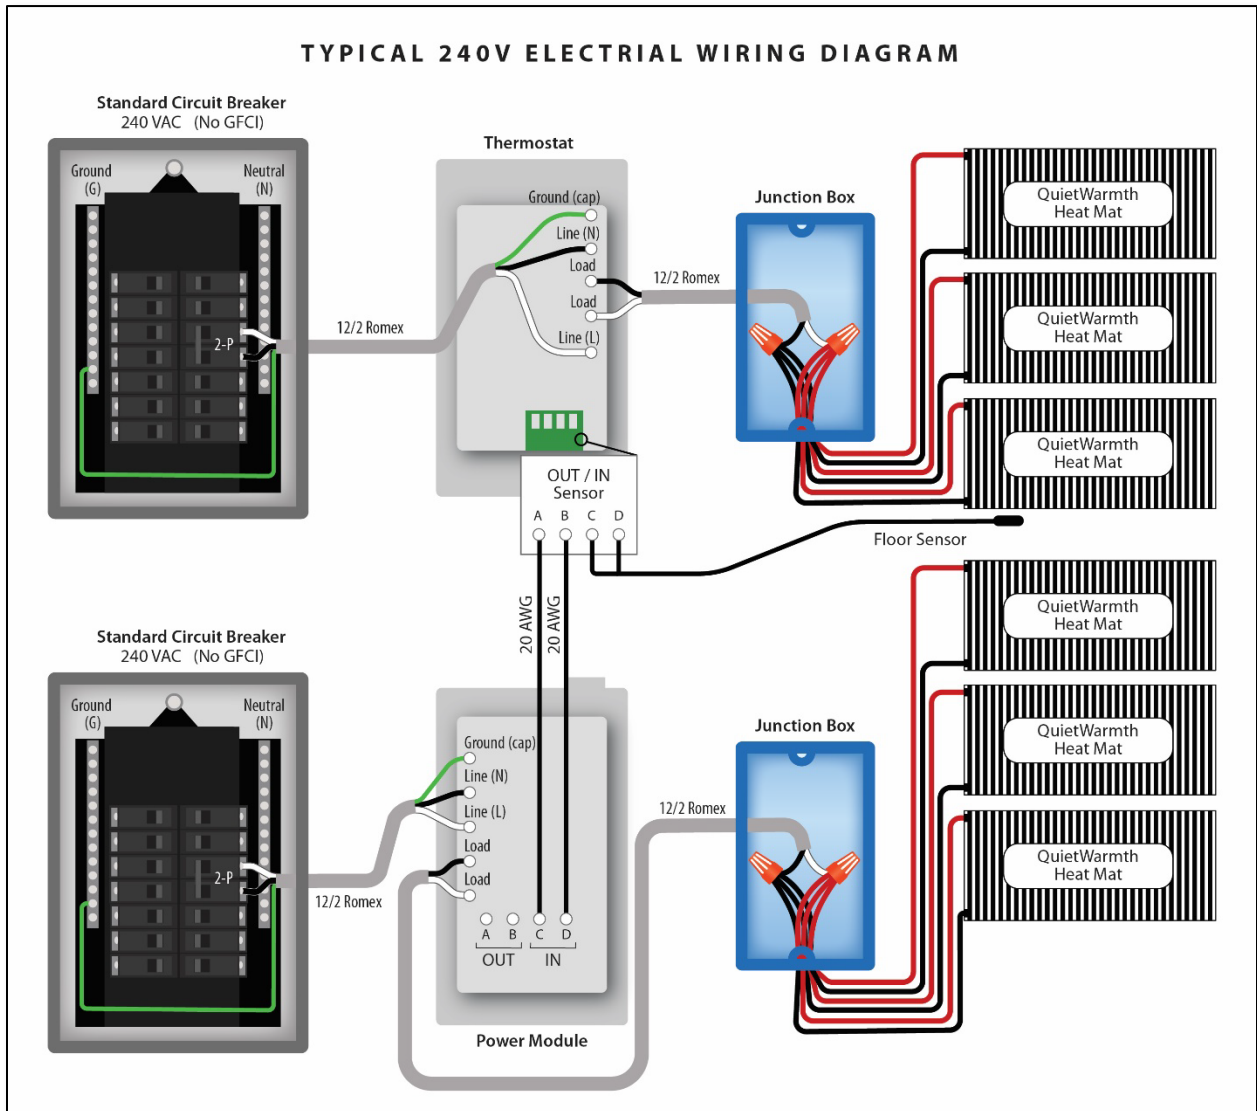 TYPICAL 240V ELECTRIAL WIRING DIAGRAM
Standard Circuit Breaker
240 VAC (No GFCI)
Ground
(G)
Neutral
(N)
2-P
12/2 Romex
Thermostat
Ground (cap)
Line (N)
Load
Load
Line (L)
12/2 Romex
Junction Box
QuietWarmth
Heat Mat
QuietWarmth
Heat Mat
QuietWarmth
Heat Mat
OUT / IN
Sensor
A B C D
Floor Sensor
20 AWG
20 AWG
Standard Circuit Breaker
240 VAC (No GFCI)
Ground
(G)
Neutral
(N)
2-P
12/2 Romex
Ground (cap)
Line (N)
Line (L)
Load
Load
A B C D
OUT IN
Power Module
12/2 Romex
Junction Box
QuietWarmth
Heat Mat
QuietWarmth
Heat Mat
QuietWarmth
Heat Mat